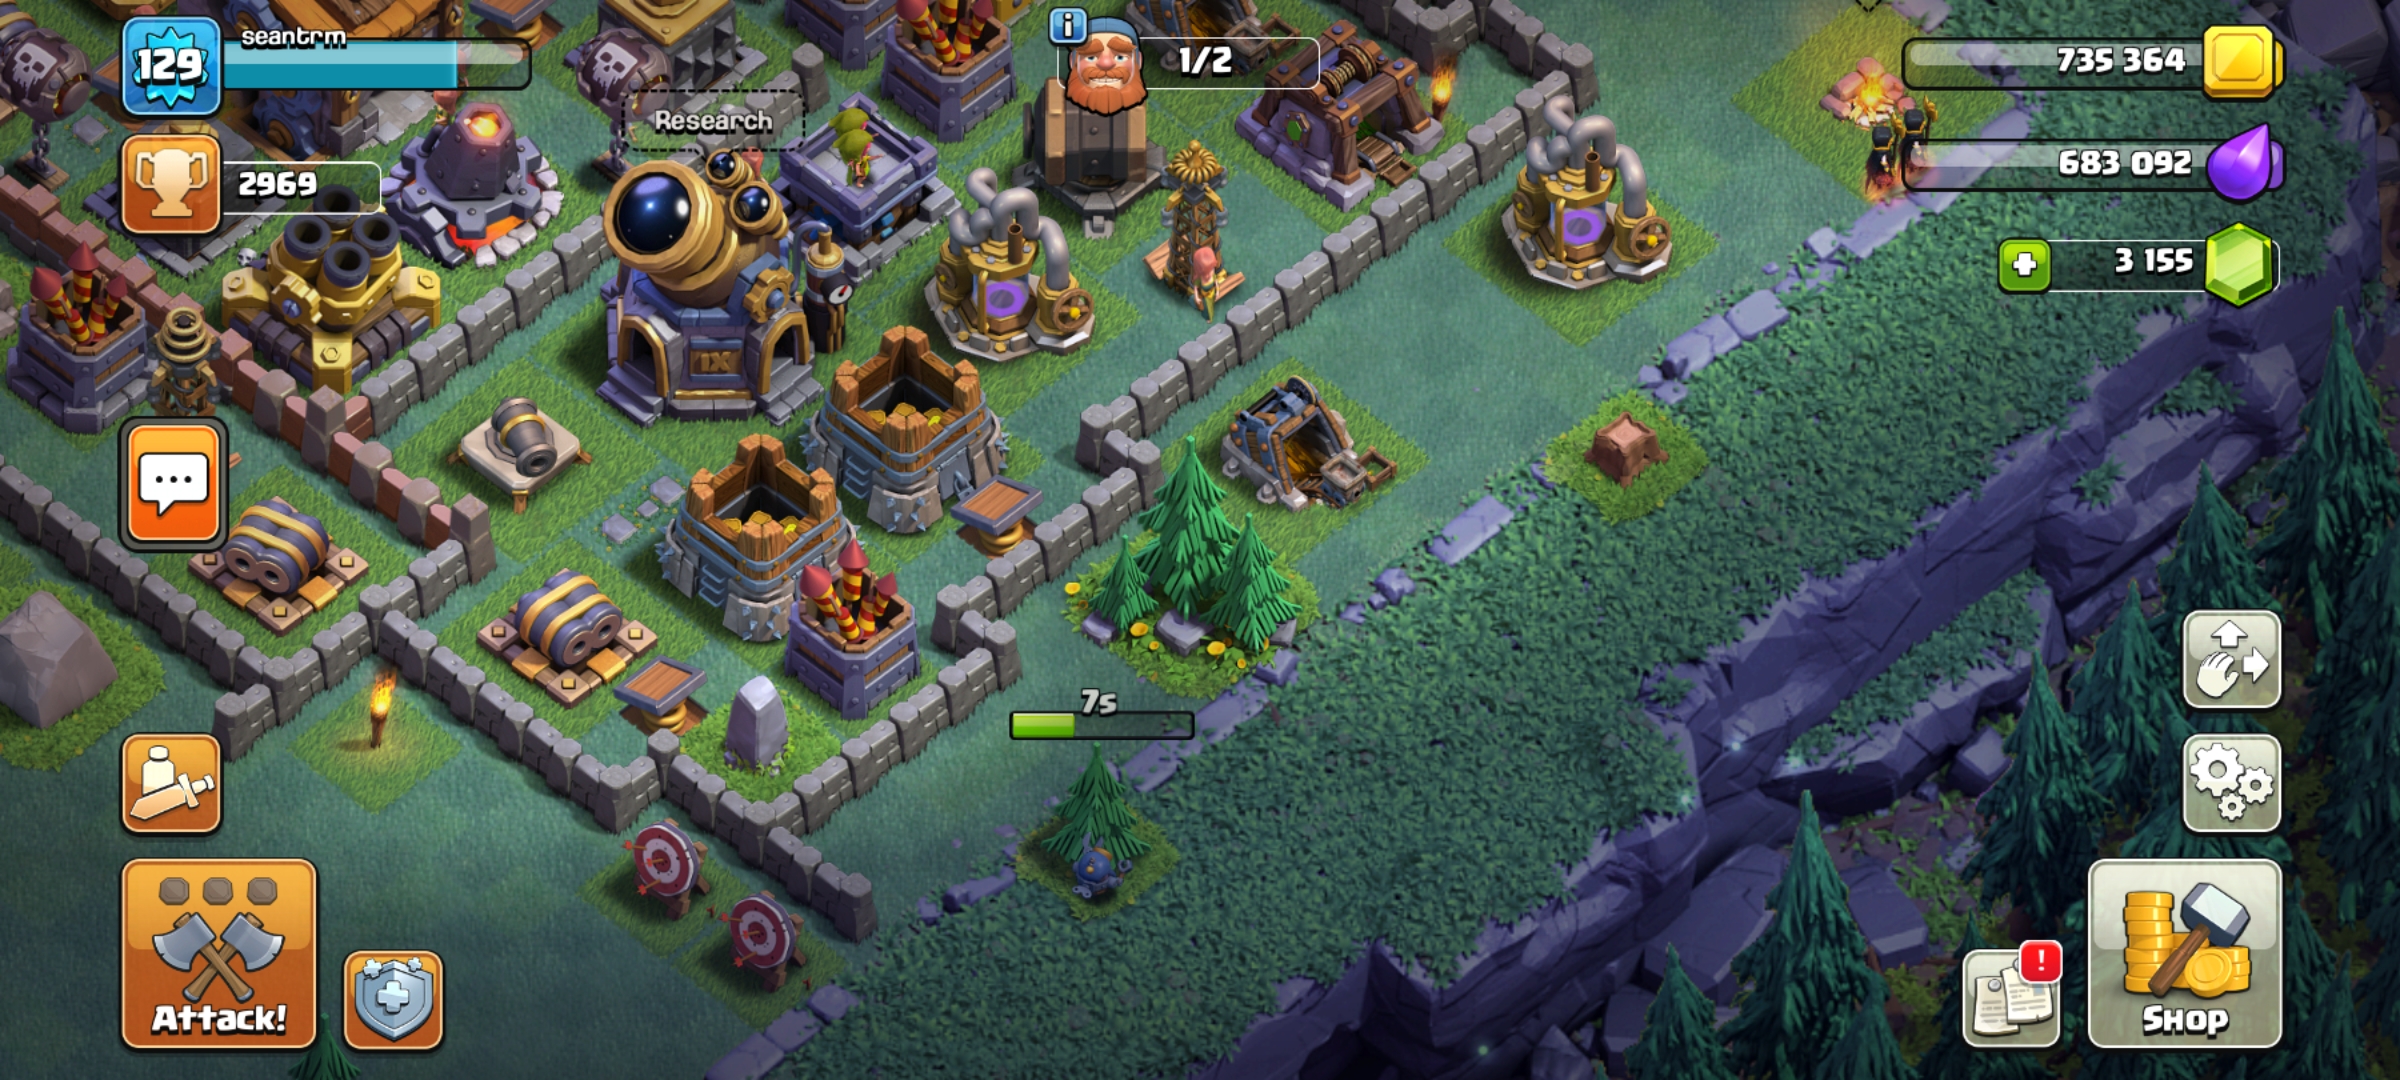 129
seantrm
i
1/2
735 364
Research
2969
683 092
3 155
IX
7s
Attack!
!
Shop